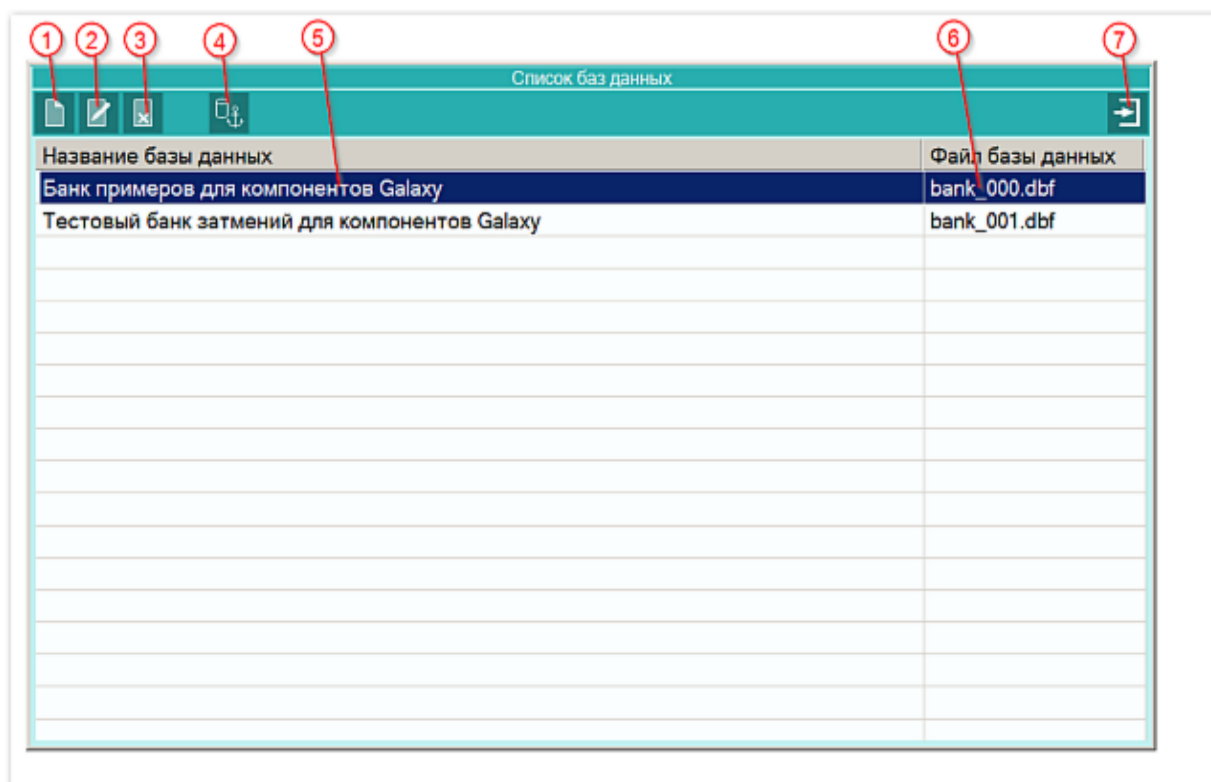 1 2 3 4 5 6 7
Список баз данных
Название базы данных Файл базы данных
Банк примеров для компонентов Galaxy bank_000.dbf
Тестовый банк затмений для компонентов Galaxy bank_001.dbf